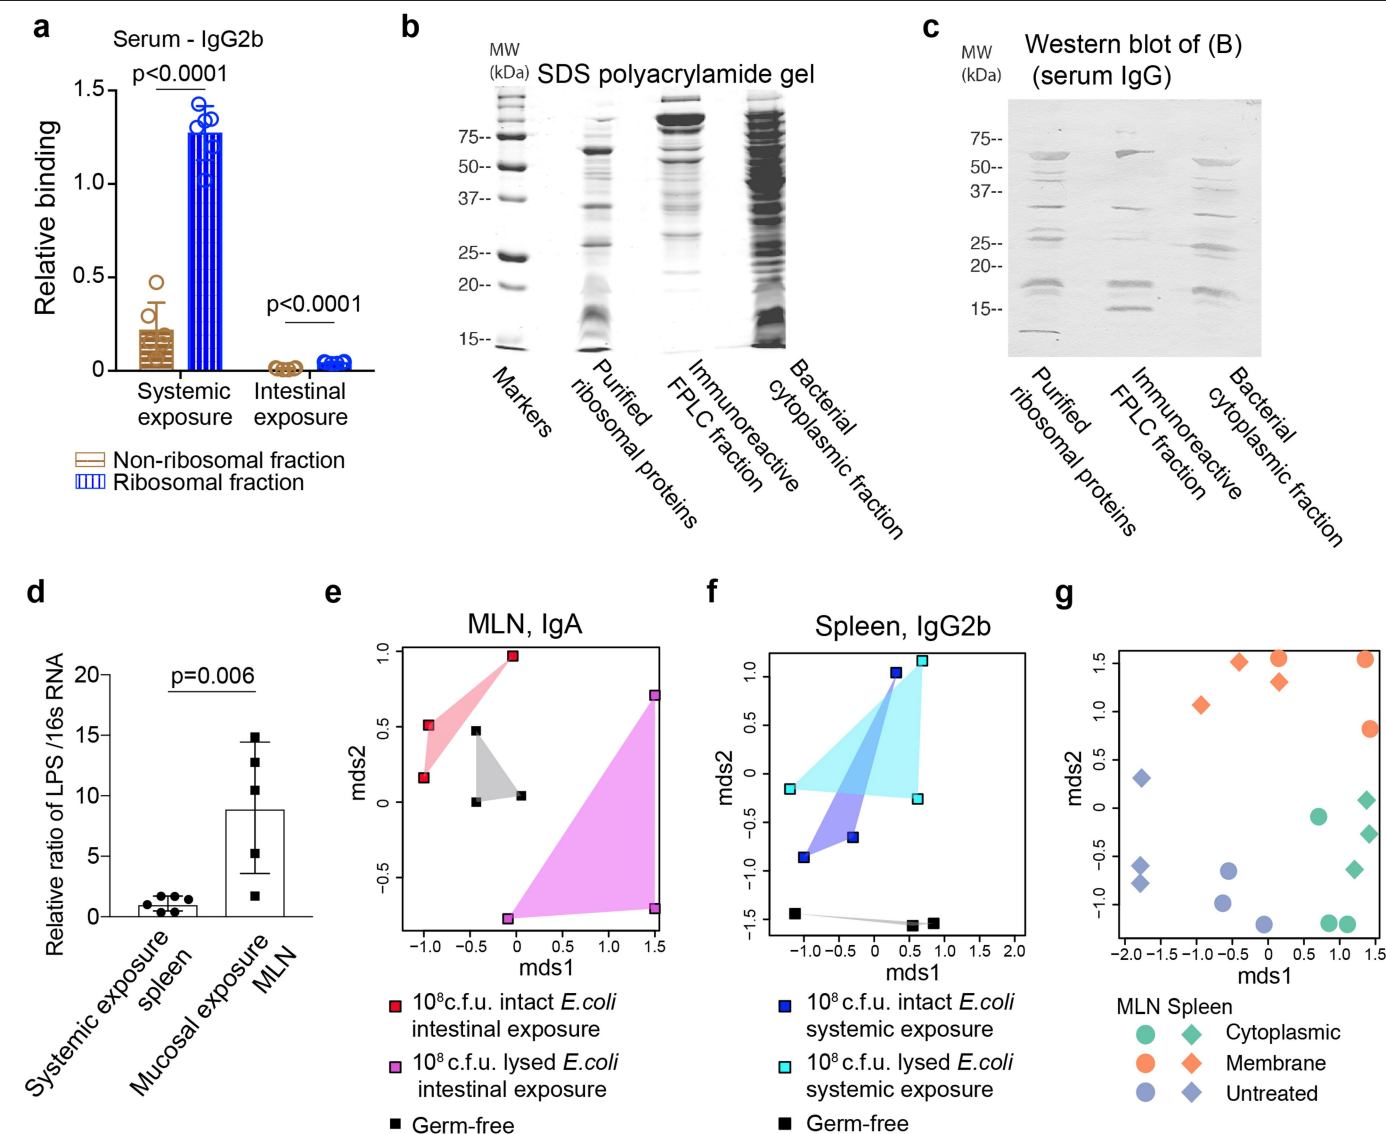 a
Serum - IgG2b
p<0.0001
1.5
1.0
0.5
0
Relative binding
p<0.0001
Systemic
exposure
Intestinal
exposure
Non-ribosomal fraction
Ribosomal fraction
b
MW
(kDa)
SDS polyacrylamide gel
75--
50--
37--
25--
20--
15--
Markers
Purified
ribosomal proteins
Immunoreactive
FPLC fraction
Bacterial
cytoplasmic fraction
c
MW
(kDa)
Western blot of (B)
(serum IgG)
75--
50--
37--
25--
20--
15--
Purified
ribosomal proteins
Immunoreactive
FPLC fraction
Bacterial
cytoplasmic fraction
d
Relative ratio of LPS /16s RNA
20
15
10
5
0
p=0.006
Systemic exposure
spleen
Mucosal exposure
MLN
e
MLN, IgA
mds2
1.0
0.5
0
−0.5
−1.0 −0.5 0 0.5 1.0 1.5
mds1
10⁸c.f.u. intact E.coli
intestinal exposure
10⁸ c.f.u. lysed E.coli
intestinal exposure
Germ-free
f
Spleen, IgG2b
mds2
1.0
0.5
0
−0.5
−1.0
−1.5
−1.0 −0.5 0 0.5 1.0 1.5 2.0
mds1
10⁸ c.f.u. intact E.coli
systemic exposure
10⁸ c.f.u. lysed E.coli
systemic exposure
Germ-free
g
mds2
1.5
1.0
0.5
0
−0.5
−1.0
−2.0 −1.5 −1.0 −0.5 0 0.5 1.0 1.5
mds1
MLN Spleen
Cytoplasmic
Membrane
Untreated